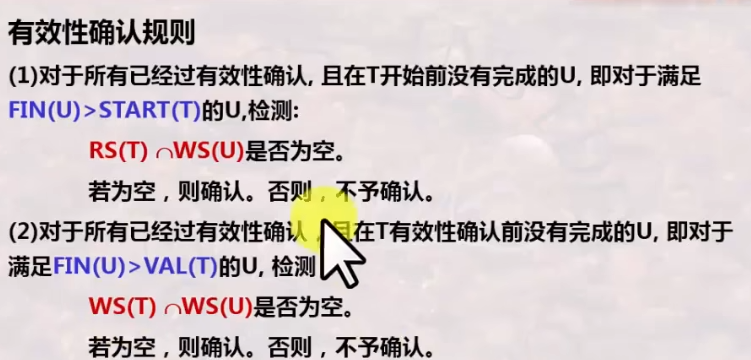 有效性确认规则
(1)对于所有已经过有效性确认, 且在T开始前没有完成的U, 即对于满足
FIN(U)>START(T)的U,检测:
RS(T) ∩WS(U)是否为空。
若为空，则确认。否则，不予确认。
(2)对于所有已经过有效性确认，且在T有效性确认前没有完成的U, 即对于
满足FIN(U)>VAL(T)的U, 检测
WS(T) ∩WS(U)是否为空。
若为空，则确认。否则，不予确认。